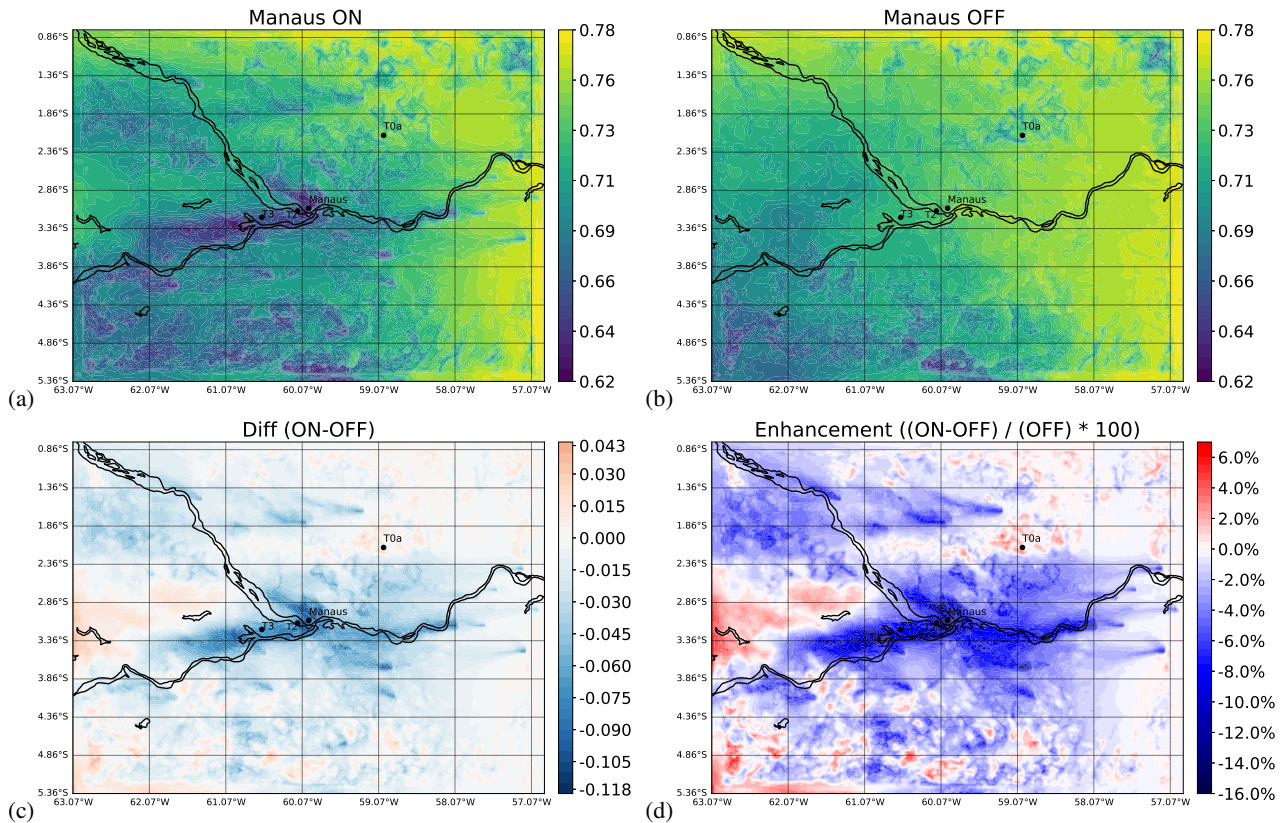 Manaus ON
Manaus OFF
0.86°S
1.36°S
1.86°S
2.36°S
2.86°S
3.36°S
3.86°S
4.36°S
4.86°S
5.36°S
63.07°W 62.07°W 61.07°W 60.07°W 59.07°W 58.07°W 57.07°W
T0a
Manaus
T3 T2
0.78
0.76
0.73
0.71
0.69
0.66
0.64
0.62
(a)
0.86°S
1.36°S
1.86°S
2.36°S
2.86°S
3.36°S
3.86°S
4.36°S
4.86°S
5.36°S
63.07°W 62.07°W 61.07°W 60.07°W 59.07°W 58.07°W 57.07°W
T0a
Manaus
T3 T2
0.78
0.76
0.73
0.71
0.69
0.66
0.64
0.62
(b)
Diff (ON-OFF)
Enhancement ((ON-OFF) / (OFF) * 100)
0.86°S
1.36°S
1.86°S
2.36°S
2.86°S
3.36°S
3.86°S
4.36°S
4.86°S
5.36°S
63.07°W 62.07°W 61.07°W 60.07°W 59.07°W 58.07°W 57.07°W
T0a
Manaus
T3 T2
0.043
0.030
0.015
0.000
-0.015
-0.030
-0.045
-0.060
-0.075
-0.090
-0.105
-0.118
(c)
0.86°S
1.36°S
1.86°S
2.36°S
2.86°S
3.36°S
3.86°S
4.36°S
4.86°S
5.36°S
63.07°W 62.07°W 61.07°W 60.07°W 59.07°W 58.07°W 57.07°W
T0a
Manaus
6.0%
4.0%
2.0%
0.0%
-2.0%
-4.0%
-6.0%
-8.0%
-10.0%
-12.0%
-14.0%
-16.0%
(d)